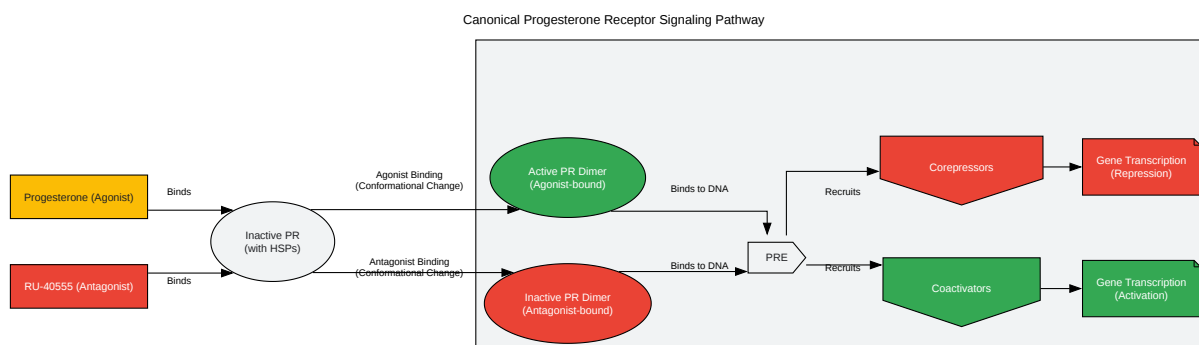 Canonical Progesterone Receptor Signaling Pathway
Progesterone (Agonist)
Binds
RU-40555 (Antagonist)
Binds
Inactive PR
(with HSPs)
Agonist Binding
(Conformational Change)
Antagonist Binding
(Conformational Change)
Active PR Dimer
(Agonist-bound)
Inactive PR Dimer
(Antagonist-bound)
Binds to DNA
Binds to DNA
PRE
Recruits
Recruits
Corepressors
Coactivators
Gene Transcription
(Repression)
Gene Transcription
(Activation)